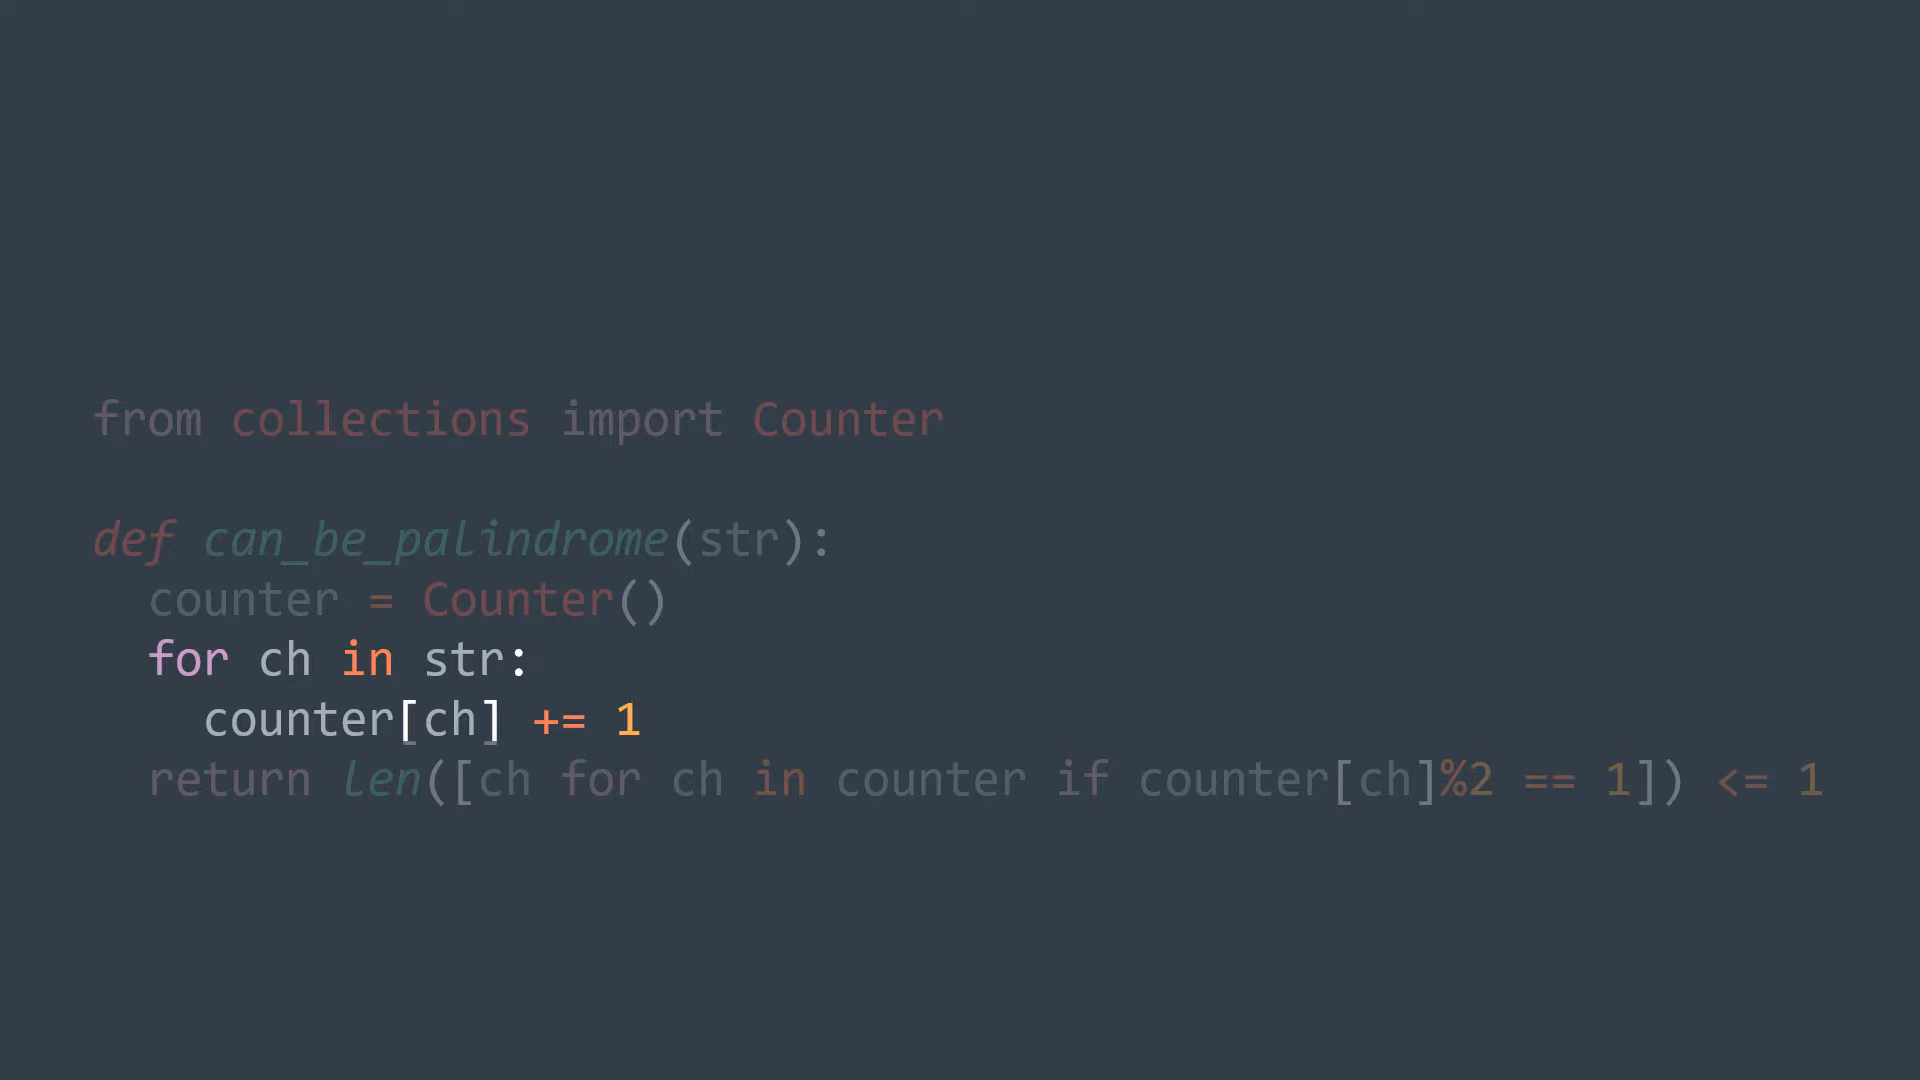 from collections import Counter
def can_be_palindrome(str):
counter = Counter()
for ch in str:
counter[ch] += 1
return len([ch for ch in counter if counter[ch]%2 == 1]) <= 1